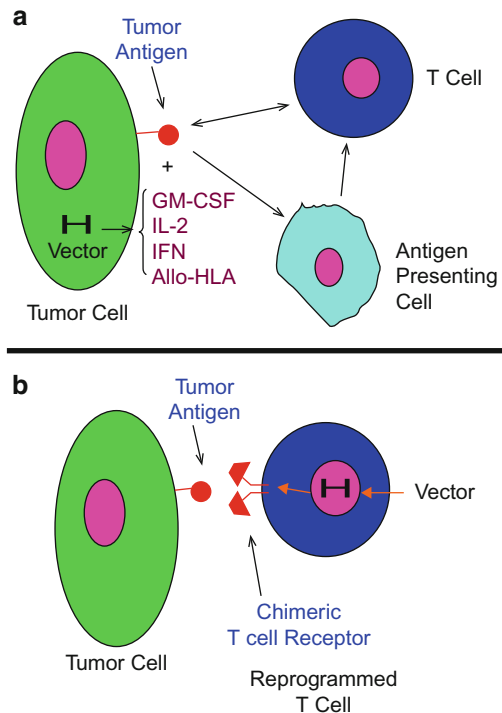 a
Tumor
Antigen
T Cell
+
GM-CSF
IL-2
IFN
Allo-HLA
Vector
Tumor Cell
Antigen
Presenting
Cell
b
Tumor
Antigen
Vector
Chimeric
T cell Receptor
Tumor Cell
Reprogrammed
T Cell